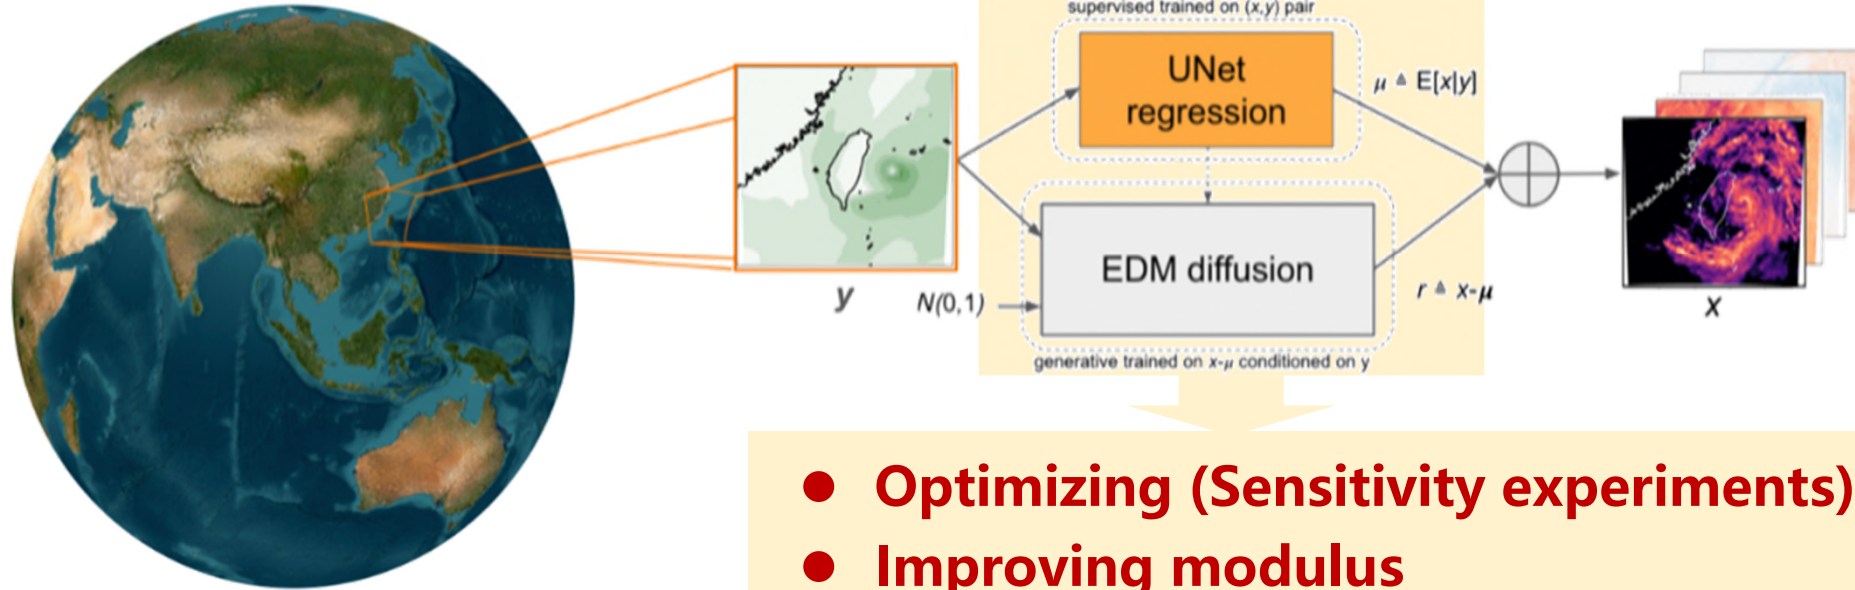 supervised trained on (x,y) pair
UNet
regression
μ ≜ E[x|y]
EDM diffusion
y
N(0,1)
r ≜ x-μ
x
generative trained on x-μ conditioned on y
● Optimizing (Sensitivity experiments)
● Improving modulus